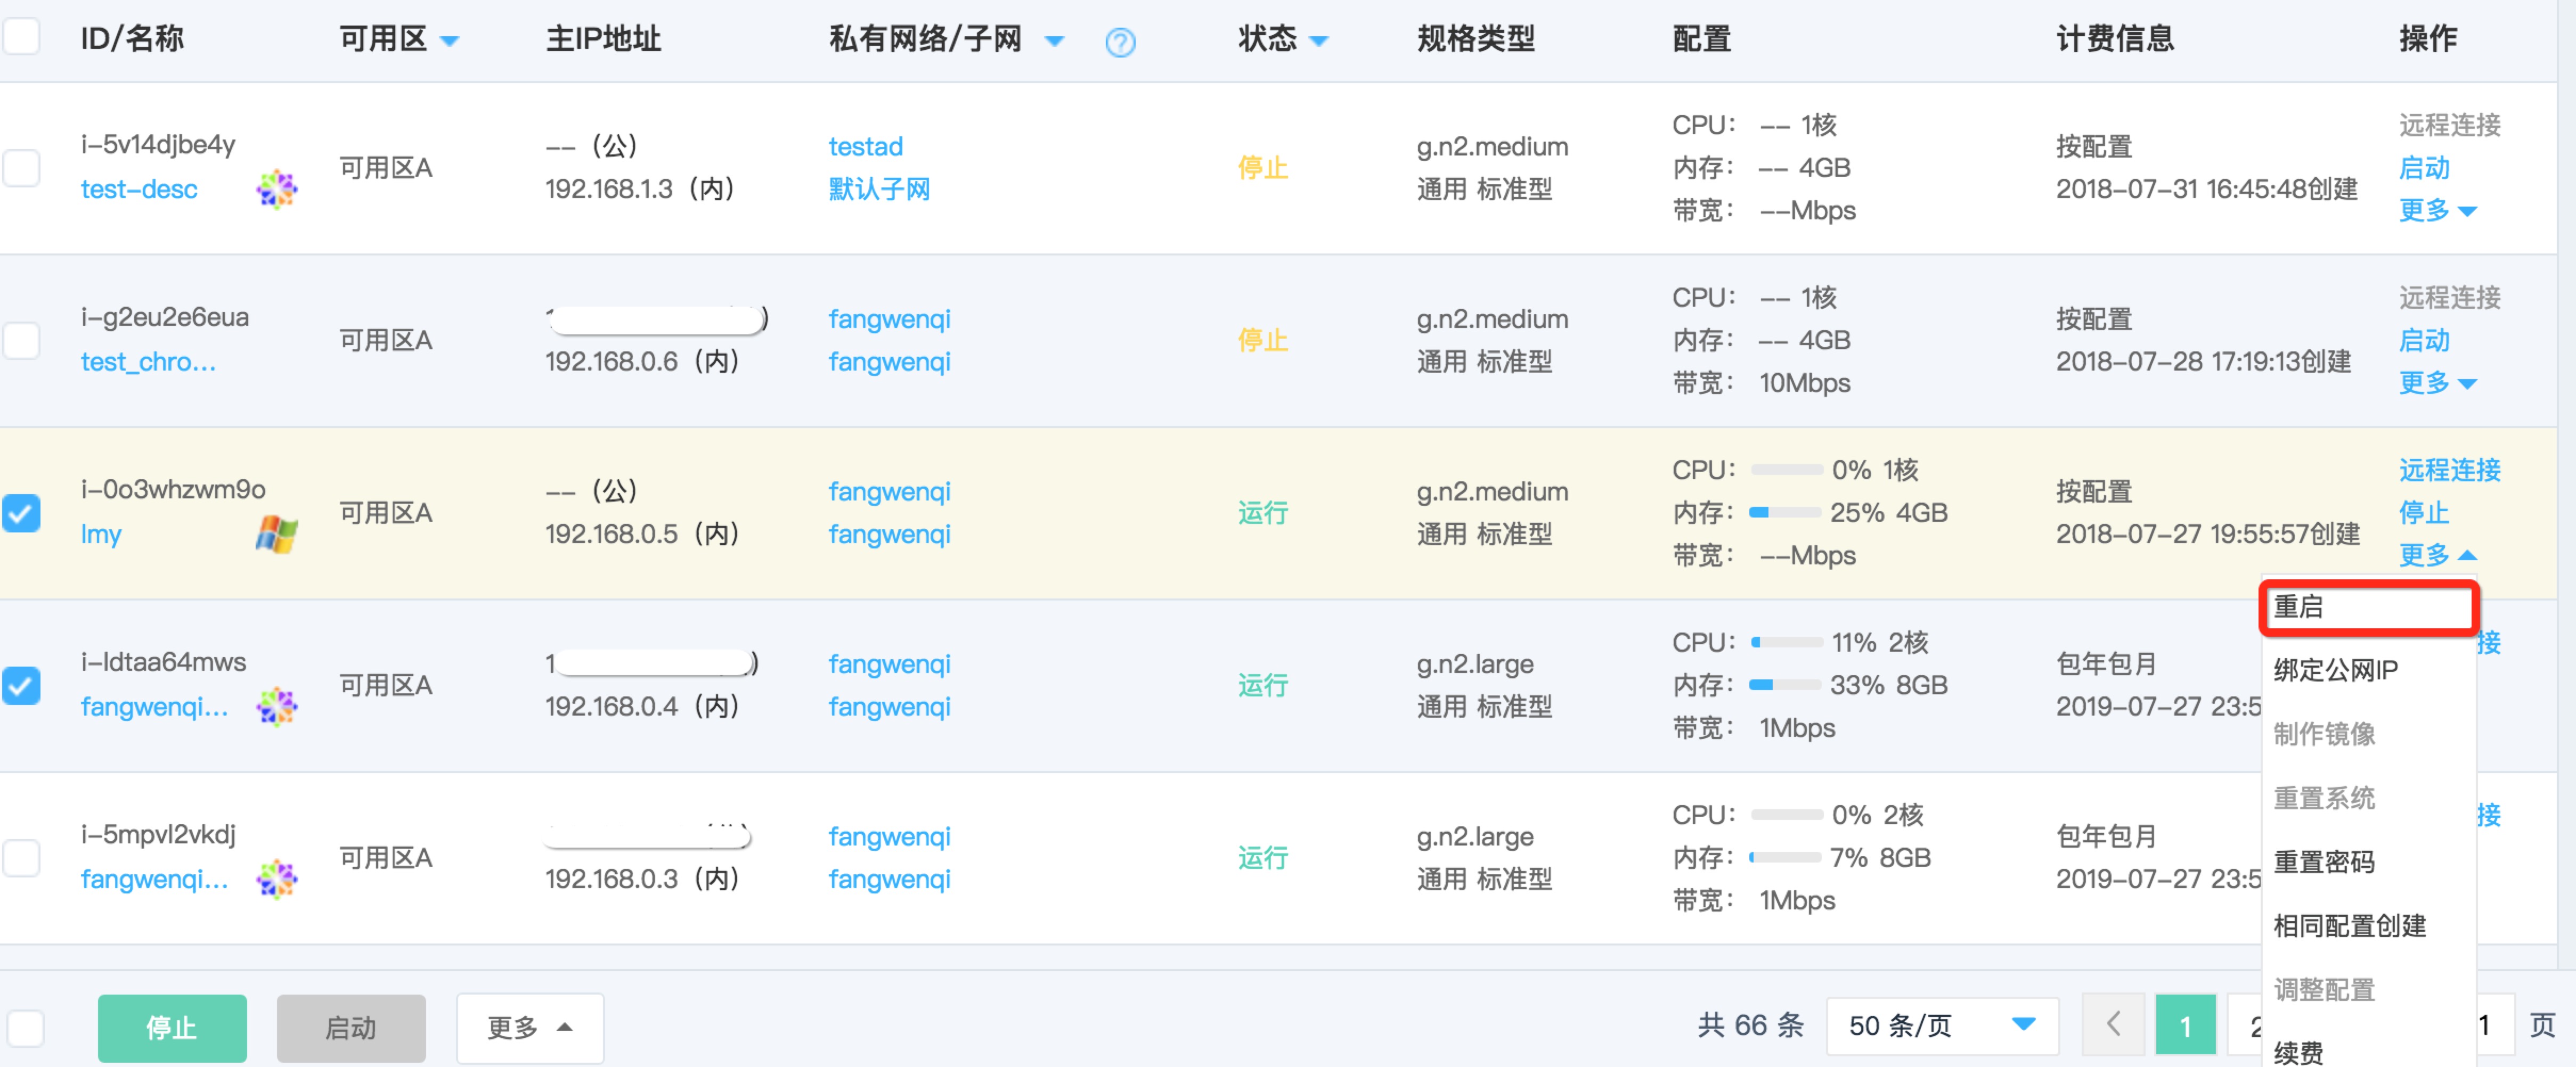 ID/名称 可用区 主IP地址 私有网络/子网 状态 规格类型 配置 计费信息 操作
i-5v14djbe4y
test-desc
可用区A
-- （公）
192.168.1.3（内）
testad
默认子网
停止
g.n2.medium
通用 标准型
CPU： -- 1核
内存： -- 4GB
带宽： --Mbps
按配置
2018-07-31 16:45:48创建
远程连接
启动
更多
i-g2eu2e6eua
test_chro...
可用区A
192.168.0.6（内）
fangwenqi
fangwenqi
停止
g.n2.medium
通用 标准型
CPU： -- 1核
内存： -- 4GB
带宽： 10Mbps
按配置
2018-07-28 17:19:13创建
远程连接
启动
更多
i-0o3whzwm9o
lmy
可用区A
-- （公）
192.168.0.5（内）
fangwenqi
fangwenqi
运行
g.n2.medium
通用 标准型
CPU： 0% 1核
内存： 25% 4GB
带宽： --Mbps
按配置
2018-07-27 19:55:57创建
远程连接
停止
更多
i-ldtaa64mws
fangwenqi...
可用区A
1 )
192.168.0.4（内）
fangwenqi
fangwenqi
运行
g.n2.large
通用 标准型
CPU： 11% 2核
内存： 33% 8GB
带宽： 1Mbps
包年包月
2019-07-27 23:5
接
i-5mpvl2vkdj
fangwenqi...
可用区A
192.168.0.3（内）
fangwenqi
fangwenqi
运行
g.n2.large
通用 标准型
CPU： 0% 2核
内存： 7% 8GB
带宽： 1Mbps
包年包月
2019-07-27 23:5
接
重启
绑定公网IP
制作镜像
重置系统
重置密码
相同配置创建
调整配置
续费
停止 启动 更多 共 66 条 50 条/页 < 1 2 1 页